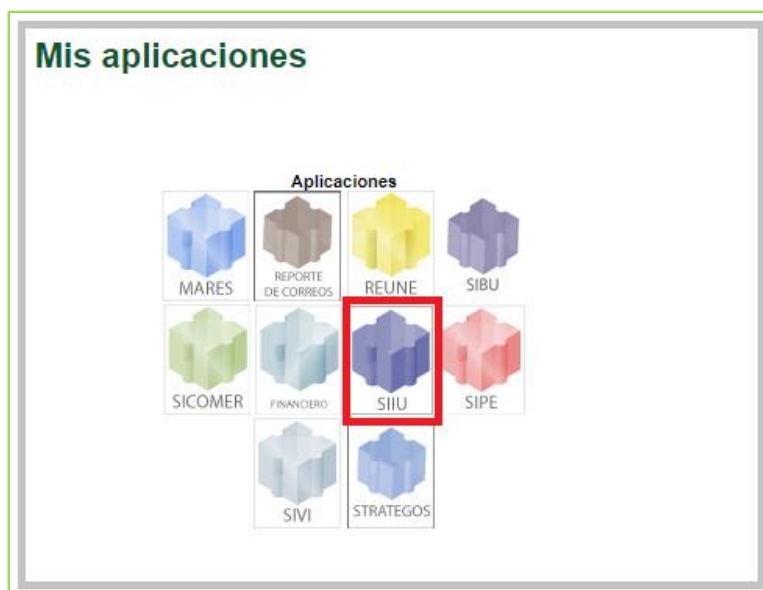 Mis aplicaciones
Aplicaciones
MARES
REPORTE
DE CORREOS
REUNE
SIBU
SICOMER
FINANCIERO
SIIU
SIPE
SIVI
STRATEGOS